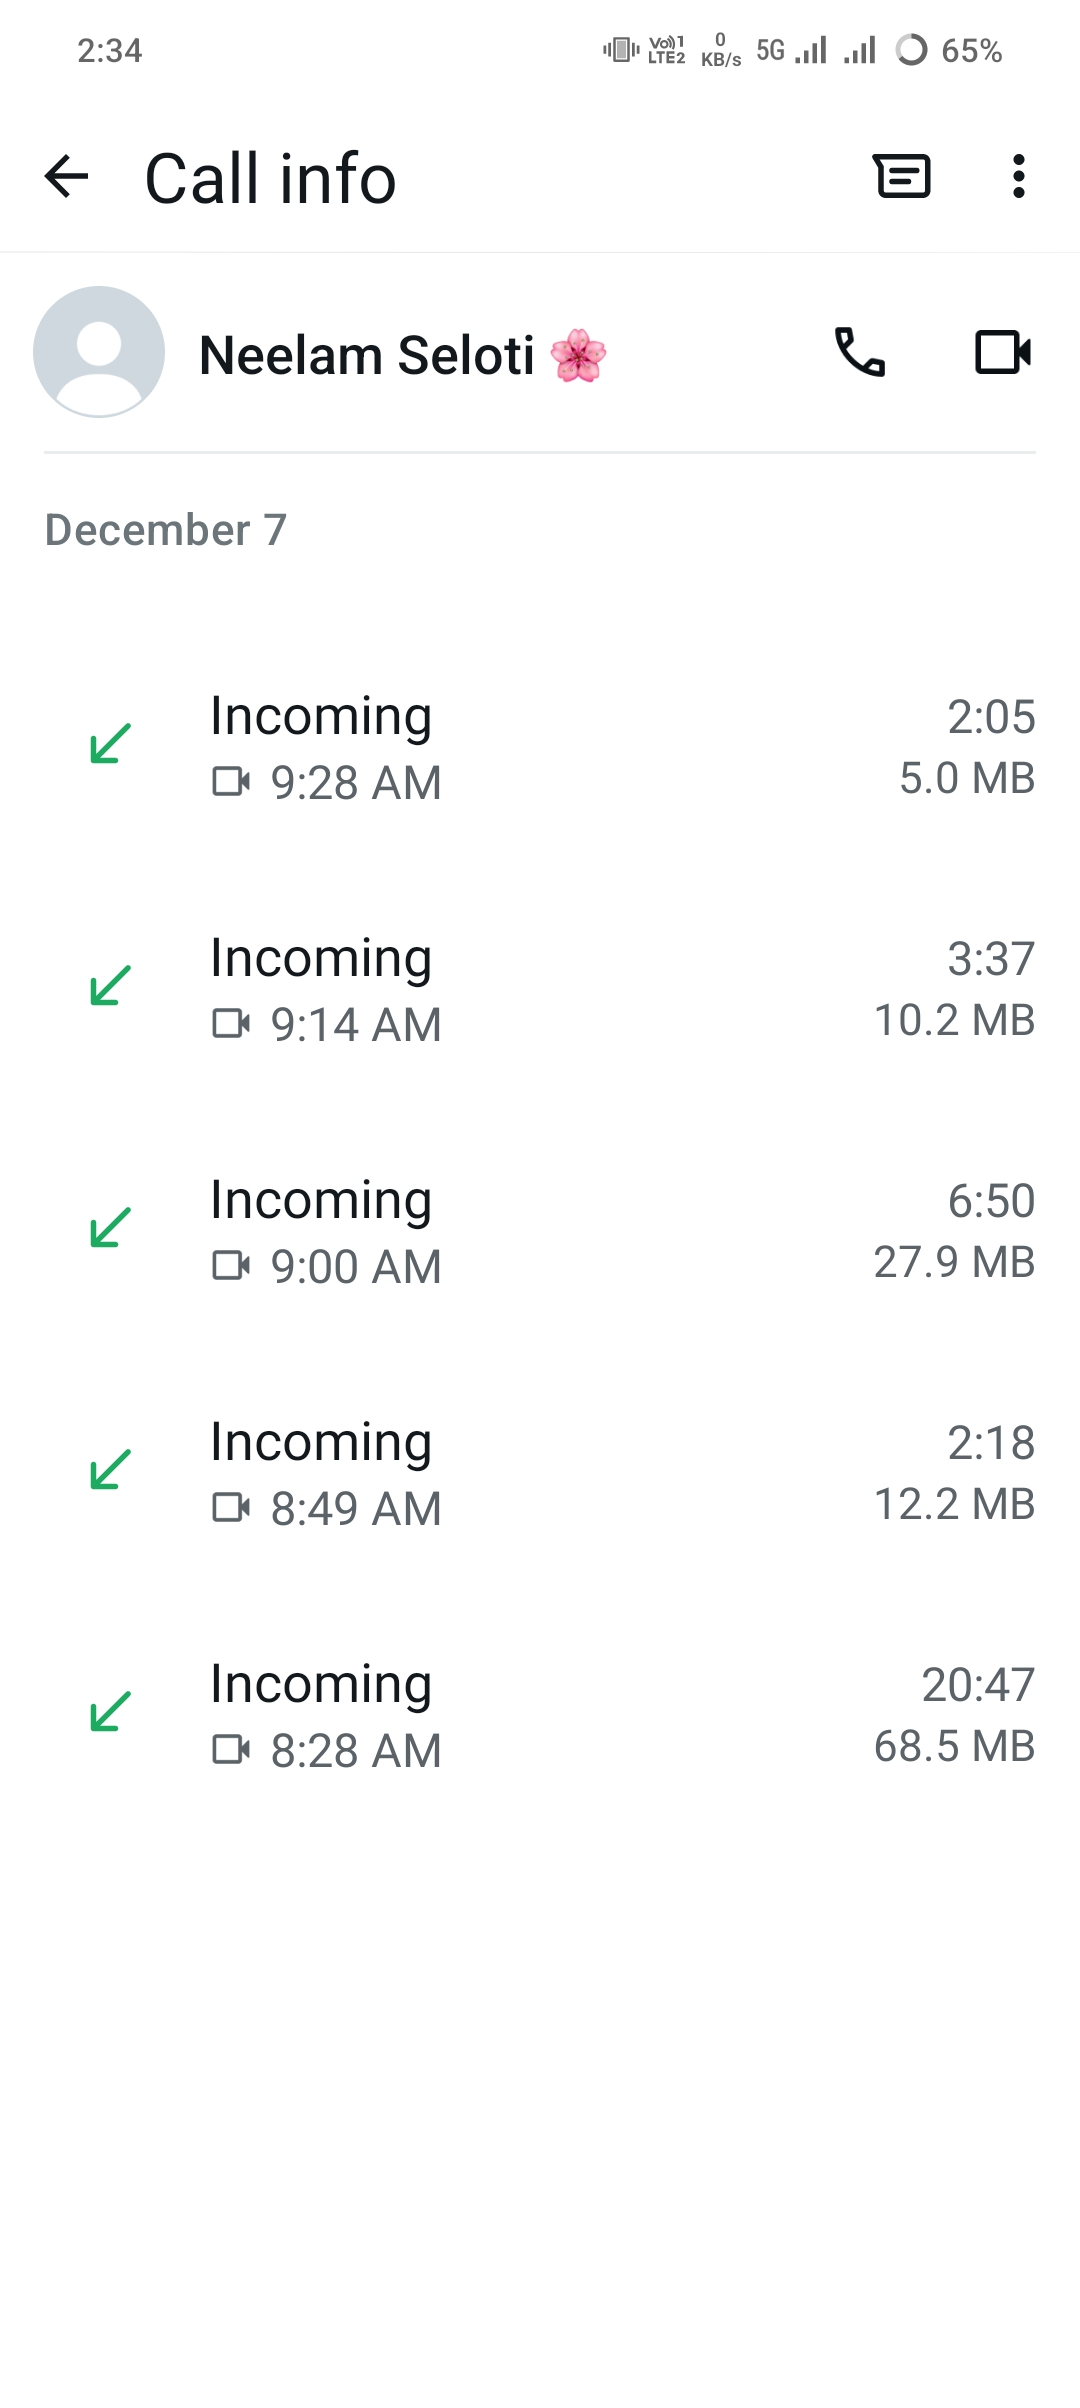 2:34 Vo)) 1 LTE2 0 KB/s 5G 65%
Call info
Neelam Seloti 🌸
December 7
Incoming 2:05
9:28 AM 5.0 MB
Incoming 3:37
9:14 AM 10.2 MB
Incoming 6:50
9:00 AM 27.9 MB
Incoming 2:18
8:49 AM 12.2 MB
Incoming 20:47
8:28 AM 68.5 MB